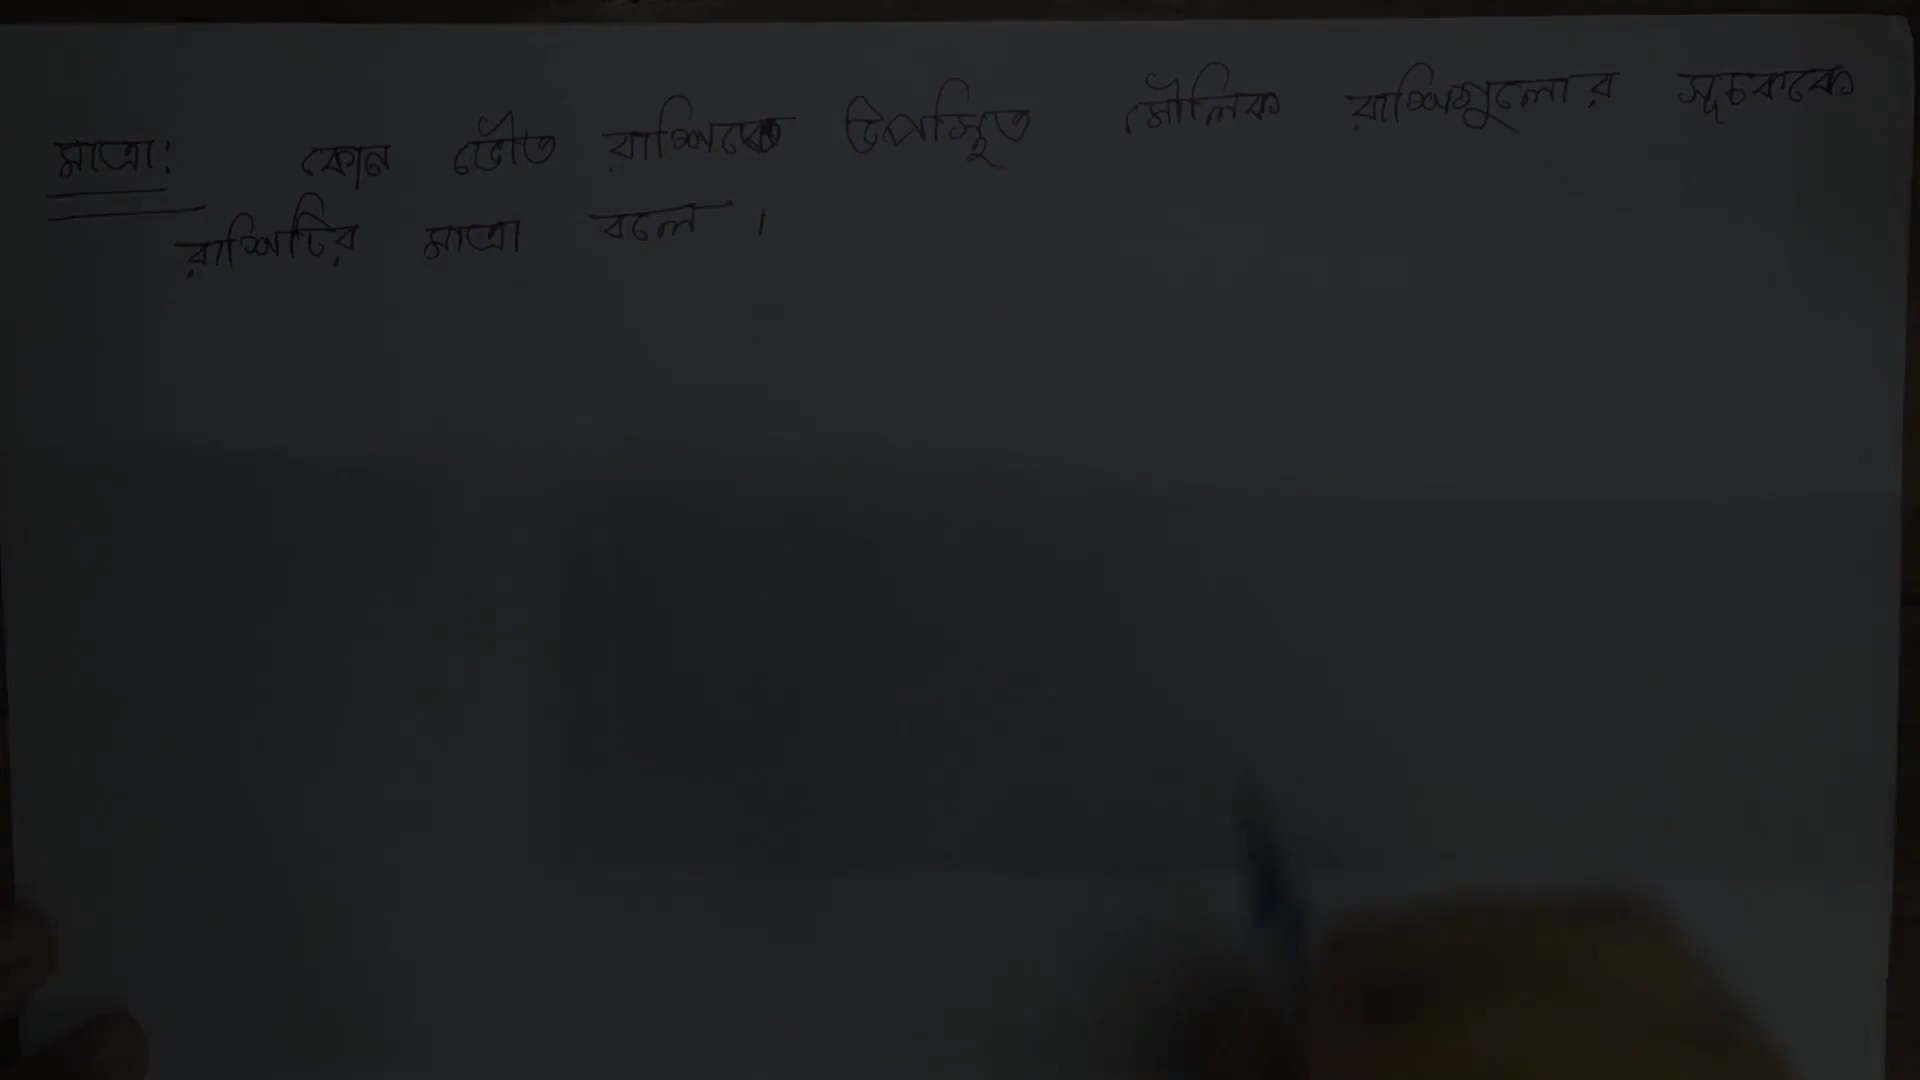 মাত্রা: কোন ভৌত রাশিতে উপস্থিত মৌলিক রাশিগুলোর সূচককে
রাশিটির মাত্রা বলে ।